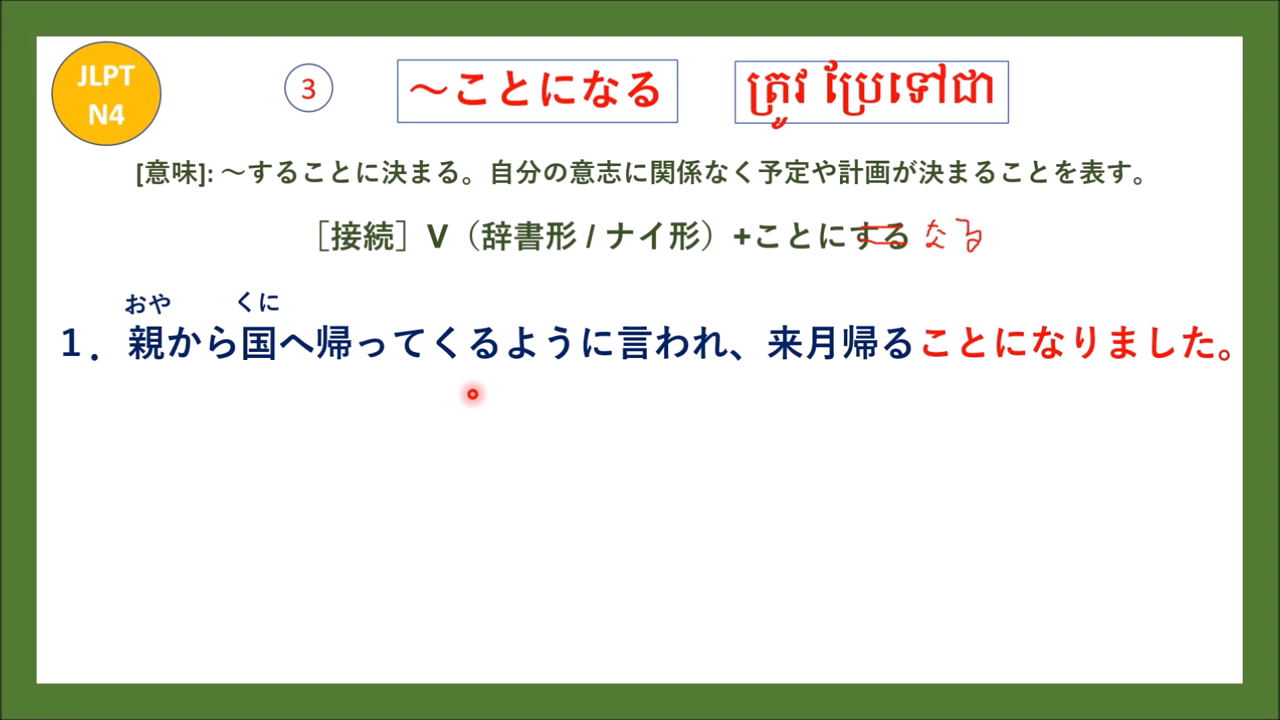 JLPT
N4
③
～ことになる
ត្រូវ ប្រែទៅជា
[意味]: ～することに決まる。自分の意志に関係なく予定や計画が決まることを表す。
［接続］V（辞書形 / ナイ形）+ことにする なる
おや くに
１．親から国へ帰ってくるように言われ、来月帰ることになりました。